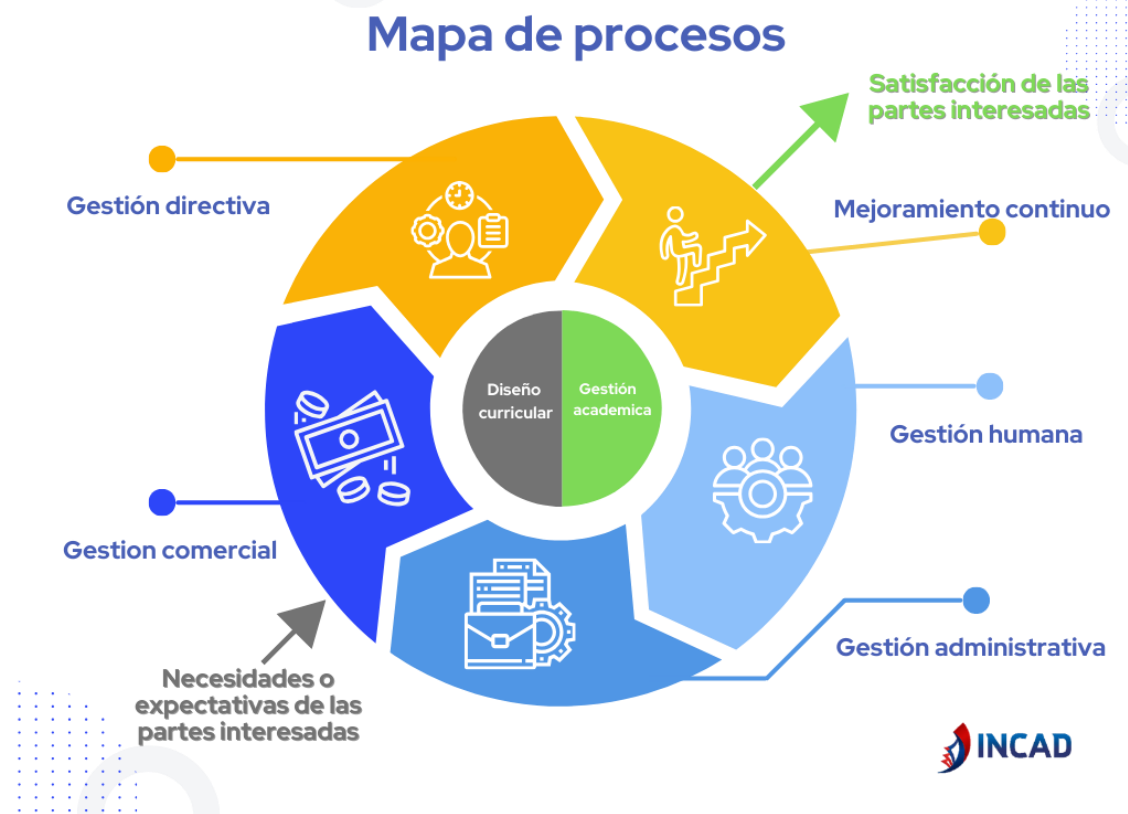 Mapa de procesos
Satisfacción de las
partes interesadas
Gestión directiva
Mejoramiento continuo
Diseño
curricular
Gestión
academica
Gestión humana
Gestion comercial
Gestión administrativa
Necesidades o
expectativas de las
partes interesadas
INCAD